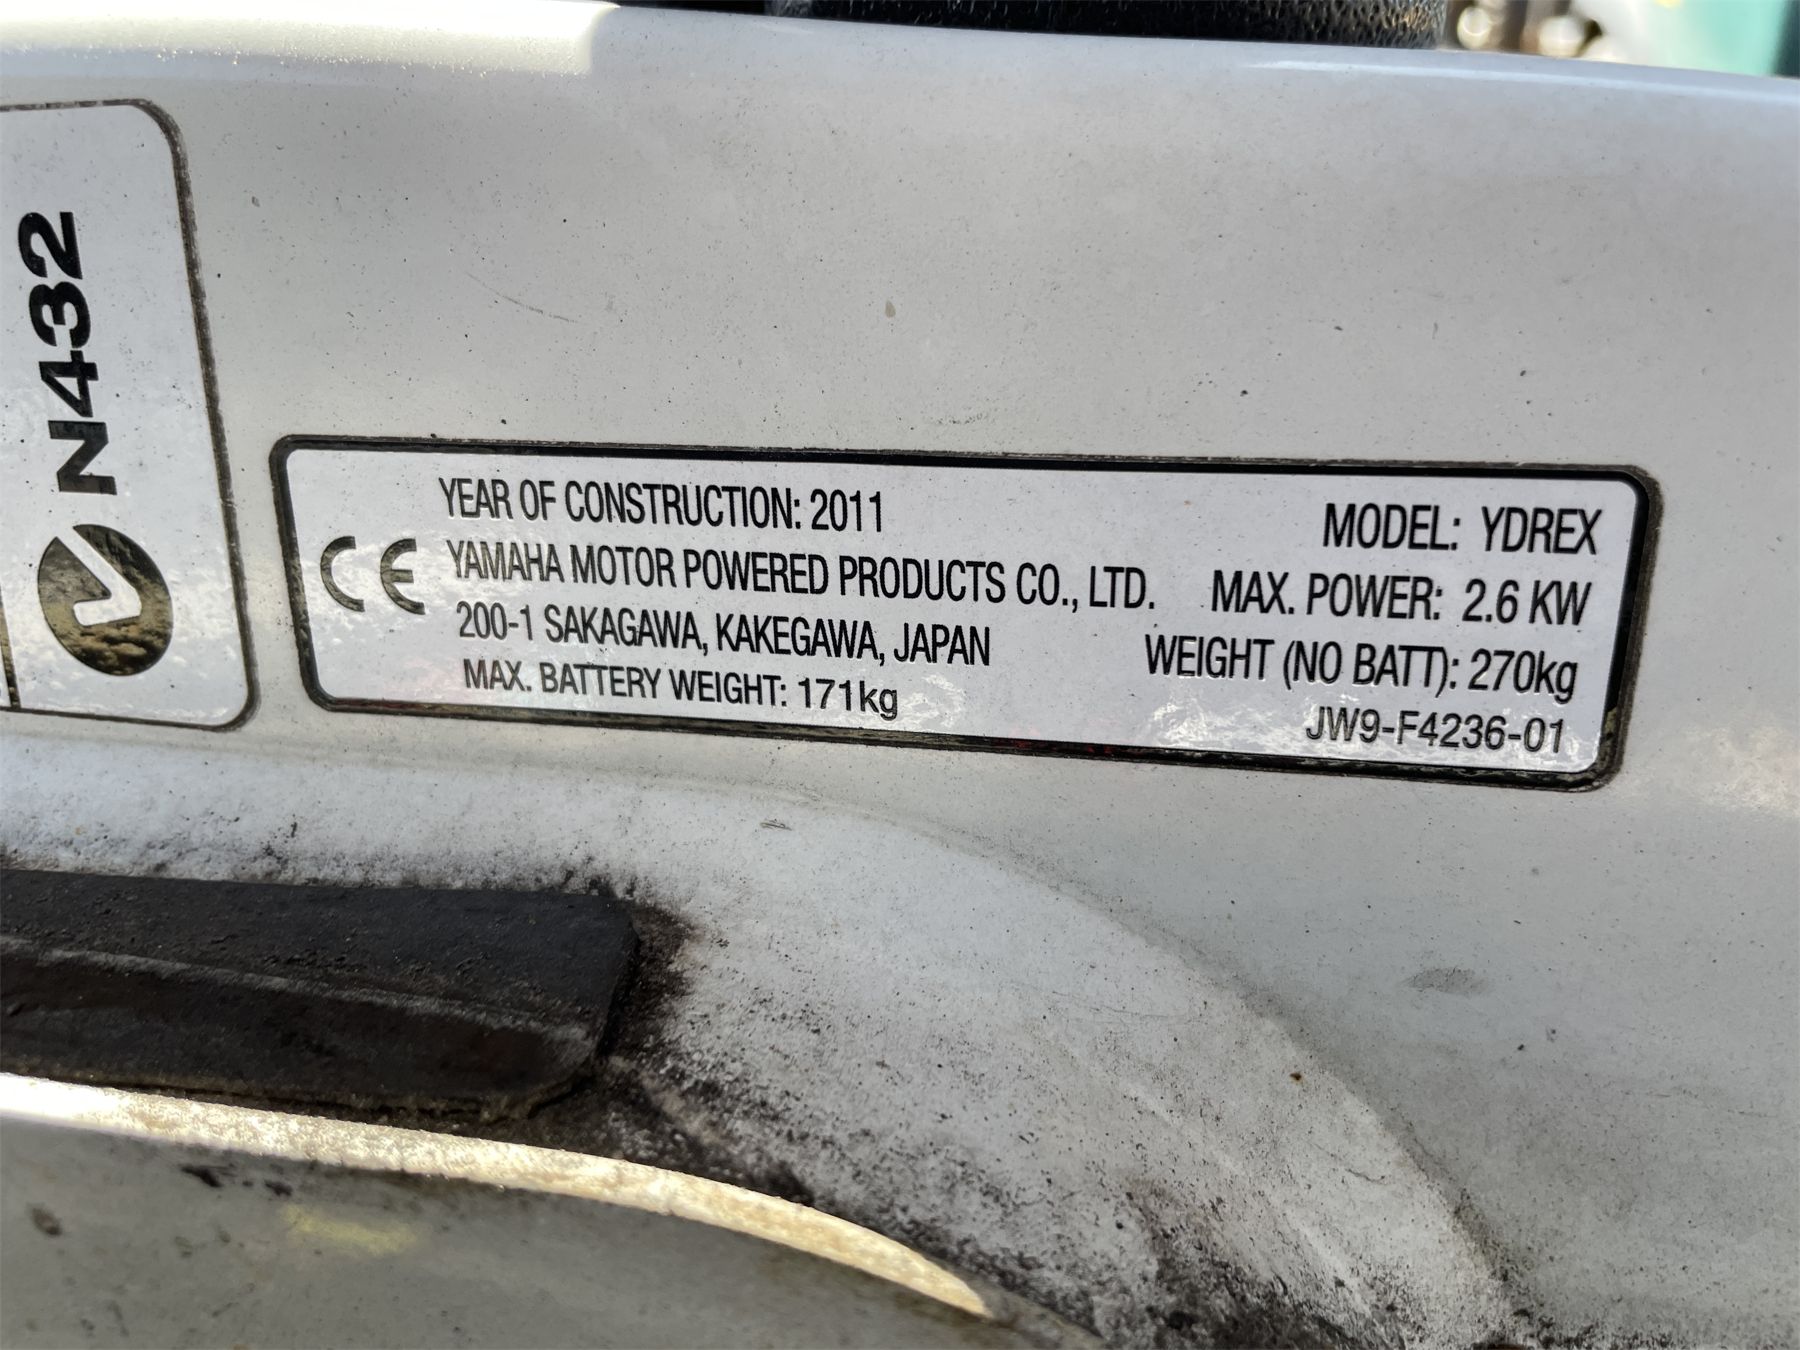 N432
YEAR OF CONSTRUCTION: 2011
CE YAMAHA MOTOR POWERED PRODUCTS CO., LTD.
200-1 SAKAGAWA, KAKEGAWA, JAPAN
MAX. BATTERY WEIGHT: 171kg
MODEL: YDREX
MAX. POWER: 2.6 KW
WEIGHT (NO BATT): 270kg
JW9-F4236-01